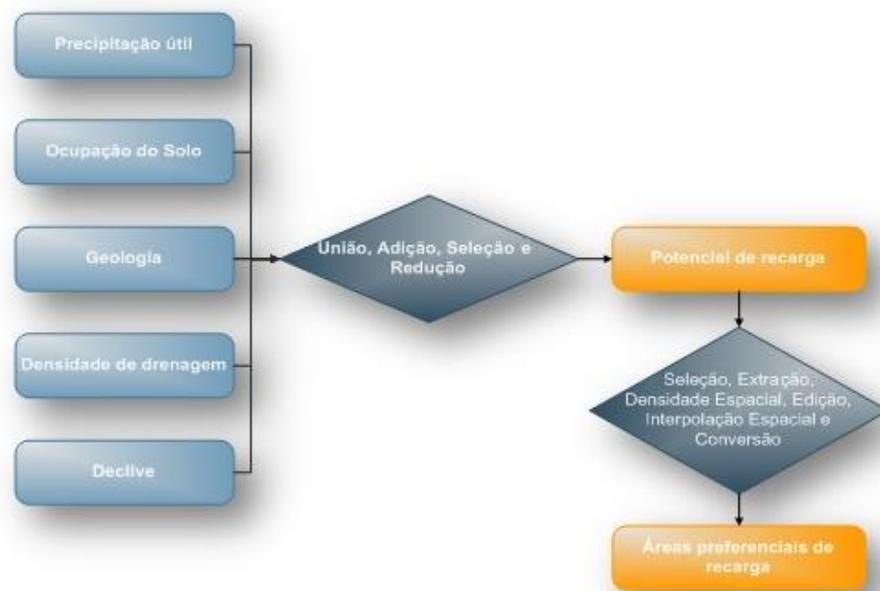 Precipitação útil
Ocupação do Solo
Geologia
Densidade de drenagem
Declive
União, Adição, Seleção e
Redução
Potencial de recarga
Seleção, Extração,
Densidade Espacial, Edição,
Interpolação Espacial e
Conversão
Áreas preferenciais de
recarga